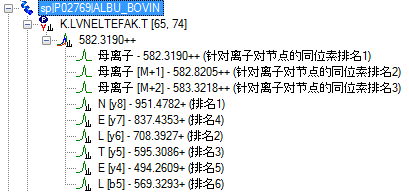 sp|P02769|ALBU_BOVIN
K.LVNELTEFAK.T [65, 74]
582.3190++
母离子 - 582.3190++ (针对离子对节点的同位素排名1)
母离子 [M+1] - 582.8205++ (针对离子对节点的同位素排名2)
母离子 [M+2] - 583.3218++ (针对离子对节点的同位素排名3)
N [y8] - 951.4782+ (排名1)
E [y7] - 837.4353+ (排名4)
L [y6] - 708.3927+ (排名2)
T [y5] - 595.3086+ (排名3)
E [y4] - 494.2609+ (排名5)
L [b5] - 569.3293+ (排名6)